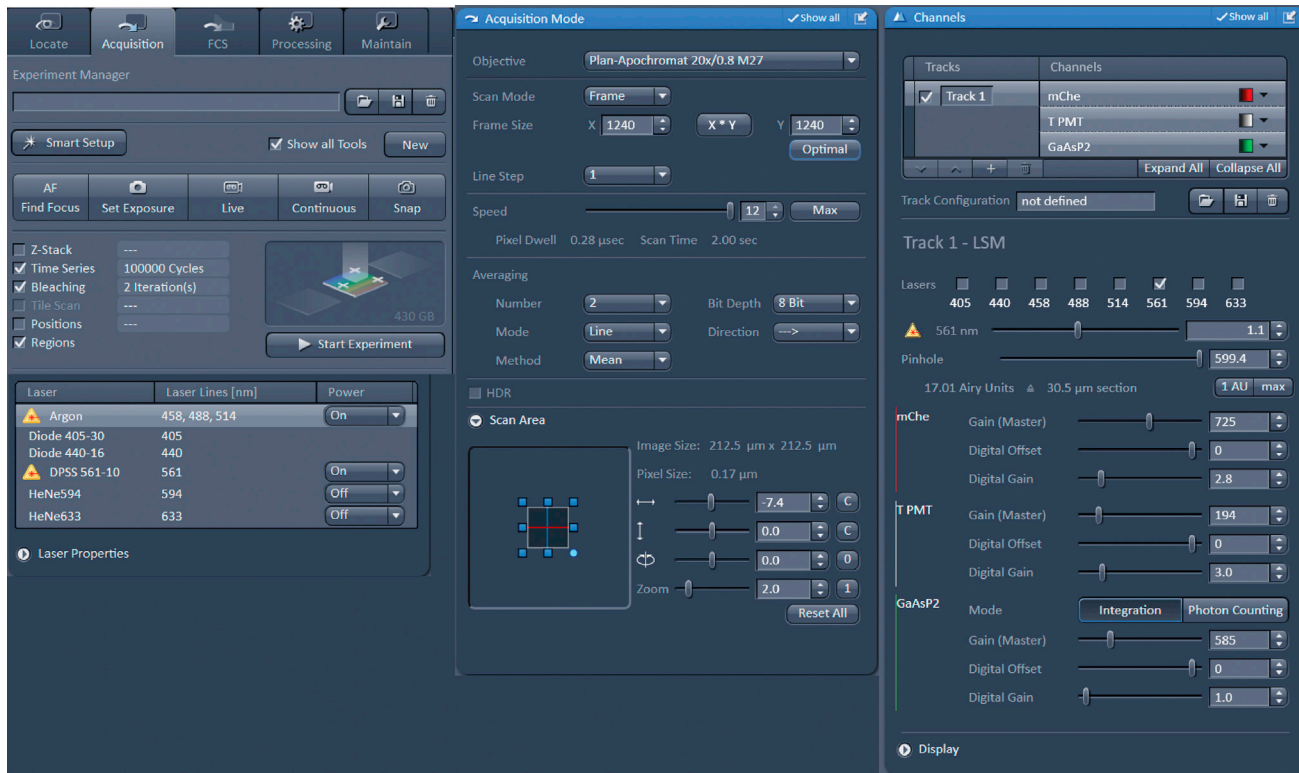 Locate Acquisition FCS Processing Maintain
Experiment Manager
Smart Setup Show all Tools New
AF
Find Focus Set Exposure Live Continuous Snap
Z-Stack ---
Time Series 100000 Cycles
Bleaching 2 Iteration(s)
Tile Scan ---
Positions ---
Regions
430 GB
Start Experiment
Laser Laser Lines [nm] Power
Argon 458, 488, 514 On
Diode 405-30 405
Diode 440-16 440
DPSS 561-10 561 On
HeNe594 594 Off
HeNe633 633 Off
Laser Properties
Acquisition Mode Show all
Objective Plan-Apochromat 20x/0.8 M27
Scan Mode Frame
Frame Size X 1240 X * Y Y 1240
Optimal
Line Step 1
Speed 12 Max
Pixel Dwell 0.28 µsec Scan Time 2.00 sec
Averaging
Number 2 Bit Depth 8 Bit
Mode Line Direction --->
Method Mean
HDR
Scan Area
Image Size: 212.5 µm x 212.5 µm
Pixel Size: 0.17 µm
-7.4 C
0.0 C
0.0 0
Zoom 2.0 1
Reset All
Channels Show all
Tracks Channels
Track 1 mChe
T PMT
GaAsP2
+ Expand All Collapse All
Track Configuration not defined
Track 1 - LSM
Lasers
405 440 458 488 514 561 594 633
561 nm 1.1
Pinhole 599.4
17.01 Airy Units ≙ 30.5 µm section 1 AU max
mChe Gain (Master) 725
Digital Offset 0
Digital Gain 2.8
T PMT Gain (Master) 194
Digital Offset 0
Digital Gain 3.0
GaAsP2 Mode Integration Photon Counting
Gain (Master) 585
Digital Offset 0
Digital Gain 1.0
Display